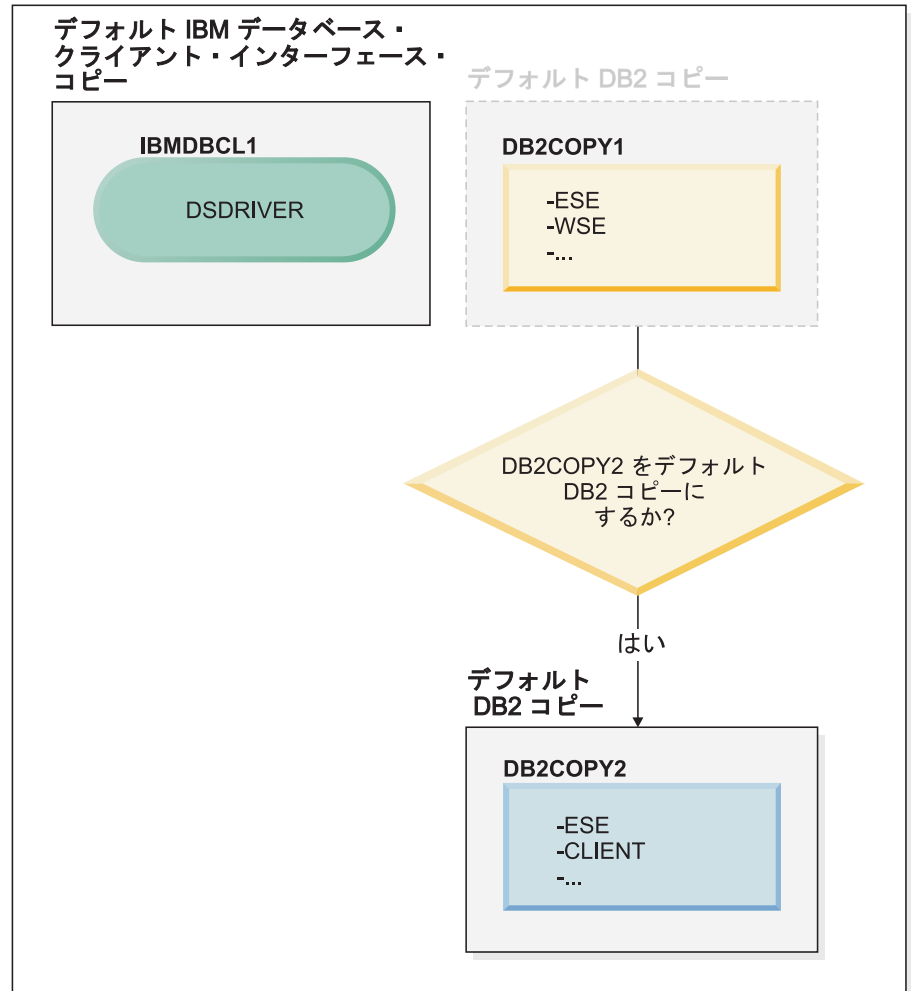 デフォルト IBM データベース・
クライアント・インターフェース・
コピー
IBMDBCL1
DSDRIVER
デフォルト DB2 コピー
DB2COPY1
-ESE
-WSE
-...
DB2COPY2 をデフォルト
DB2 コピーに
するか?
はい
デフォルト
DB2 コピー
DB2COPY2
-ESE
-CLIENT
-...